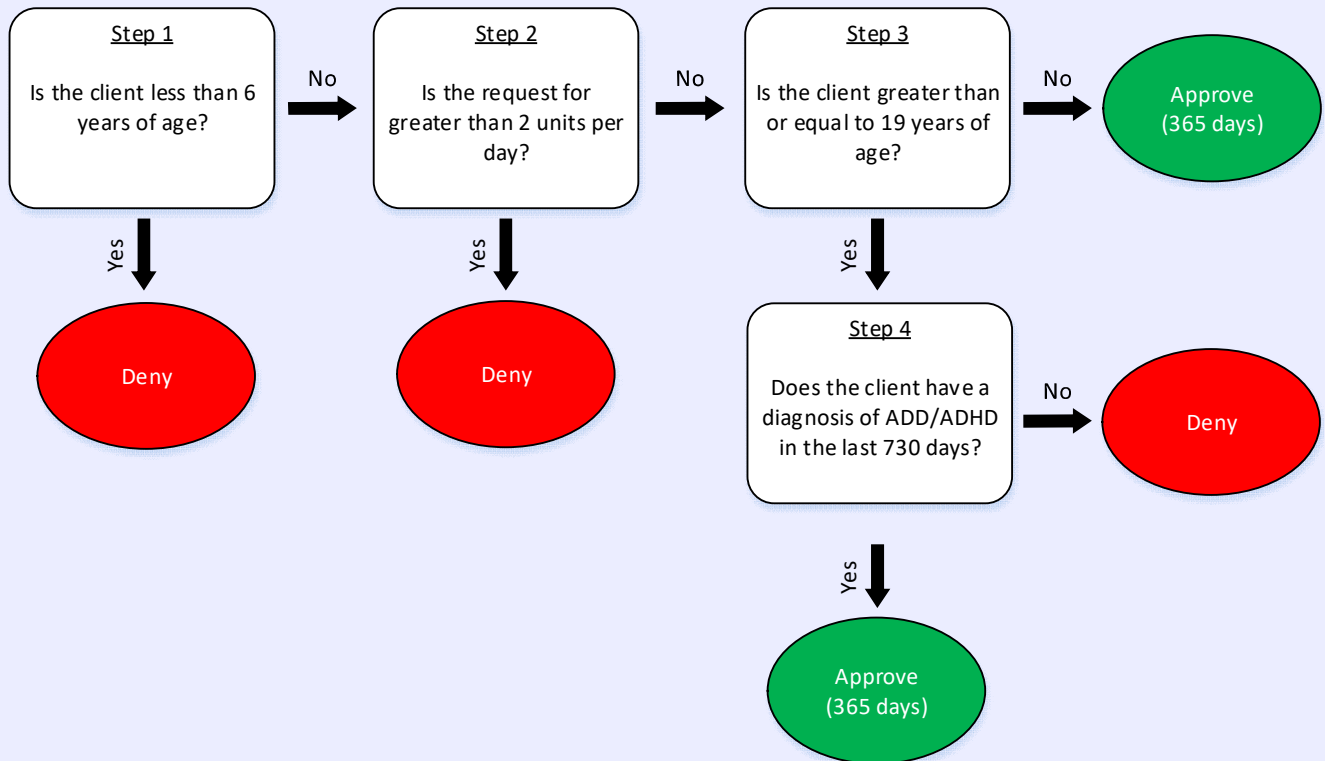 Step 1
Is the client less than 6
years of age?
No
Step 2
Is the request for
greater than 2 units per
day?
No
Step 3
Is the client greater than
or equal to 19 years of
age?
No
Approve
(365 days)
Yes
Deny
Yes
Deny
Yes
Step 4
Does the client have a
diagnosis of ADD/ADHD
in the last 730 days?
No
Deny
Yes
Approve
(365 days)